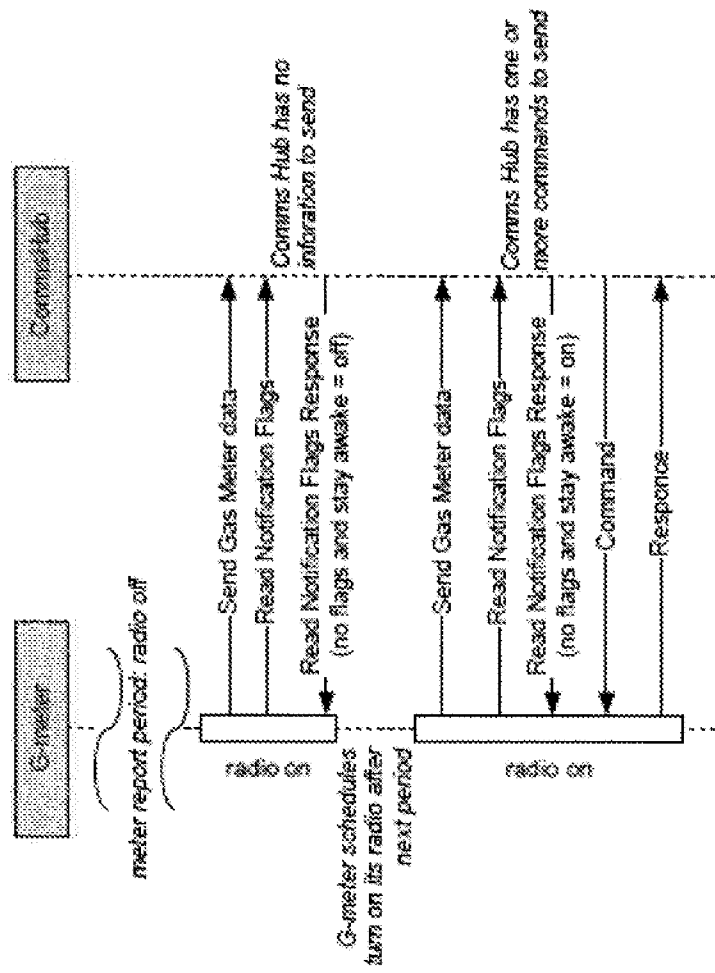 G-meter
CommsHub
meter report period: radio off
Send Gas Meter data
Read Notification Flags
Comms Hub has no
inforation to send
Read Notification Flags Response
(no flags and stay awake = off)
radio on
G-meter schedules
turn on its radio after
next period
Send Gas Meter data
Read Notification Flags
Comms Hub has one or
more commands to send
Read Notification Flags Response
(no flags and stay awake = on)
Command
Responce
radio on